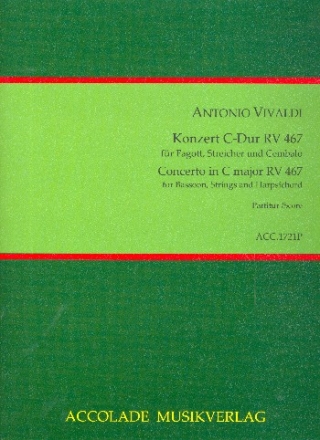 ANTONIO VIVALDI
Konzert C-Dur RV 467
für Fagott, Streicher und Cembalo
Concerto in C major RV 467
for Bassoon, Strings and Harpsichord
Partitur/Score
ACC.1721P
ACCOLADE MUSIKVERLAG